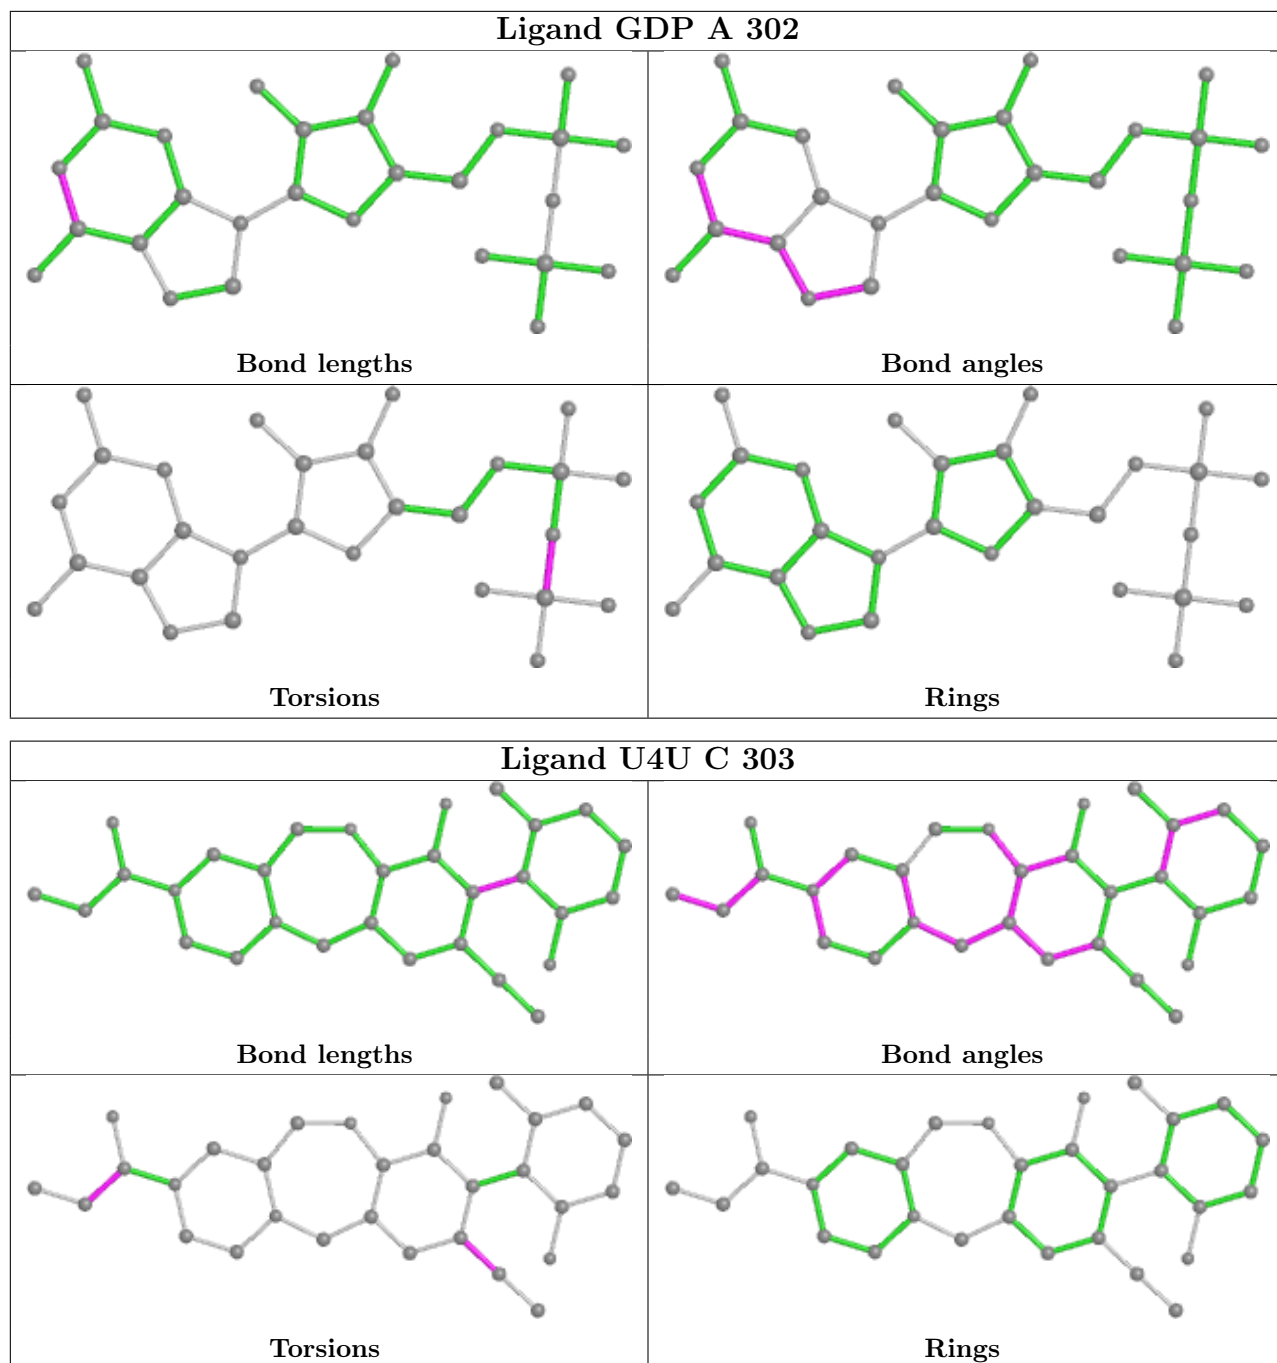 Ligand GDP A 302
Bond lengths
Bond angles
Torsions
Rings
Ligand U4U C 303
Bond lengths
Bond angles
Torsions
Rings